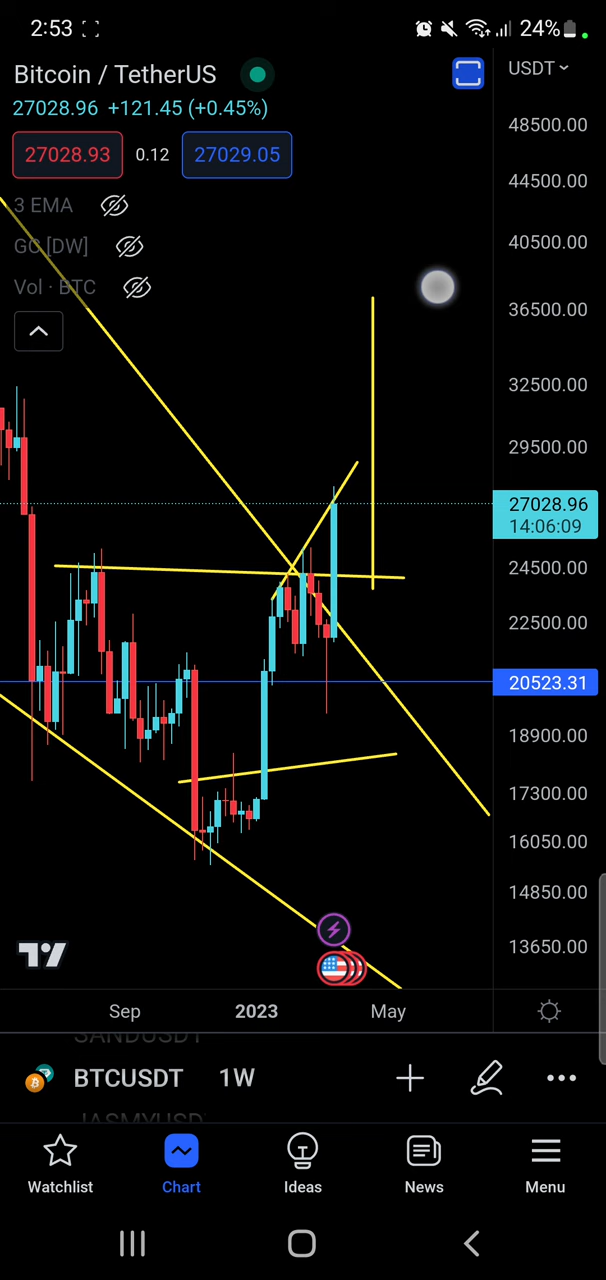 2:53 24%
Bitcoin / TetherUS USDT
27028.96 +121.45 (+0.45%)
27028.93 0.12 27029.05
3 EMA
GC [DW]
Vol · BTC
48500.00
44500.00
40500.00
36500.00
32500.00
29500.00
27028.96
14:06:09
24500.00
22500.00
20523.31
18900.00
17300.00
16050.00
14850.00
13650.00
Sep 2023 May
SANDUSDT
BTCUSDT 1W
JASMYUSD
Watchlist Chart Ideas News Menu